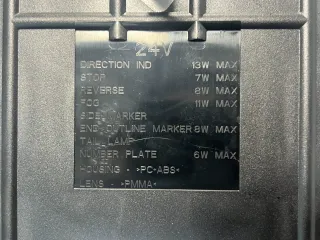 24V
DIRECTION IND 13W MAX
STOP 7W MAX
REVERSE 8W MAX
FOG 11W MAX
SIDE MARKER
END OUTLINE MARKER 8W MAX
TAIL LAMP
NUMBER PLATE 6W MAX
HOUSING - >PC-ABS<
LENS - >PMMA<